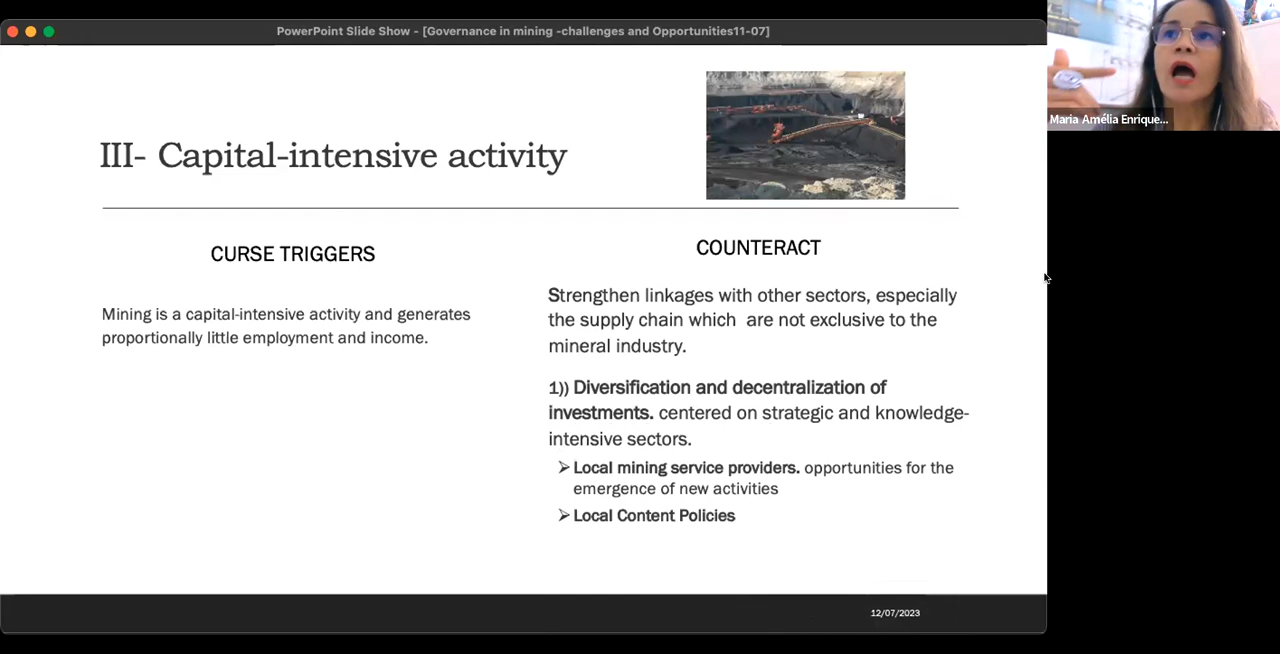 PowerPoint Slide Show - [Governance in mining -challenges and Opportunities11-07]
Maria Amélia Enrique...
III- Capital-intensive activity
CURSE TRIGGERS
Mining is a capital-intensive activity and generates
proportionally little employment and income.
COUNTERACT
Strengthen linkages with other sectors, especially
the supply chain which  are not exclusive to the
mineral industry.
1)) Diversification and decentralization of
investments. centered on strategic and knowledge-
intensive sectors.
➢ Local mining service providers. opportunities for the
emergence of new activities
➢ Local Content Policies
12/07/2023